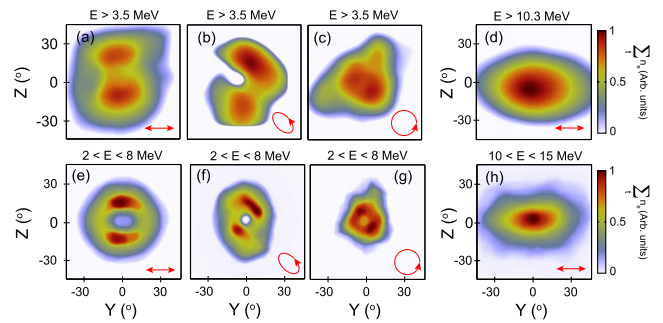 E > 3.5 MeV E > 3.5 MeV E > 3.5 MeV E > 10.3 MeV
(a) (b) (c) (d)
Z (°)
30
0
-30
1
0.5
0
~∑nₑ(Arb. units)
2 < E < 8 MeV 2 < E < 8 MeV 2 < E < 8 MeV 10 < E < 15 MeV
(e) (f) (g) (h)
Z (°)
30
0
-30
1
0.5
0
~∑nₑ(Arb. units)
-30 0 30 -30 0 30 -30 0 30 -30 0 30
Y (°) Y (°) Y (°) Y (°)